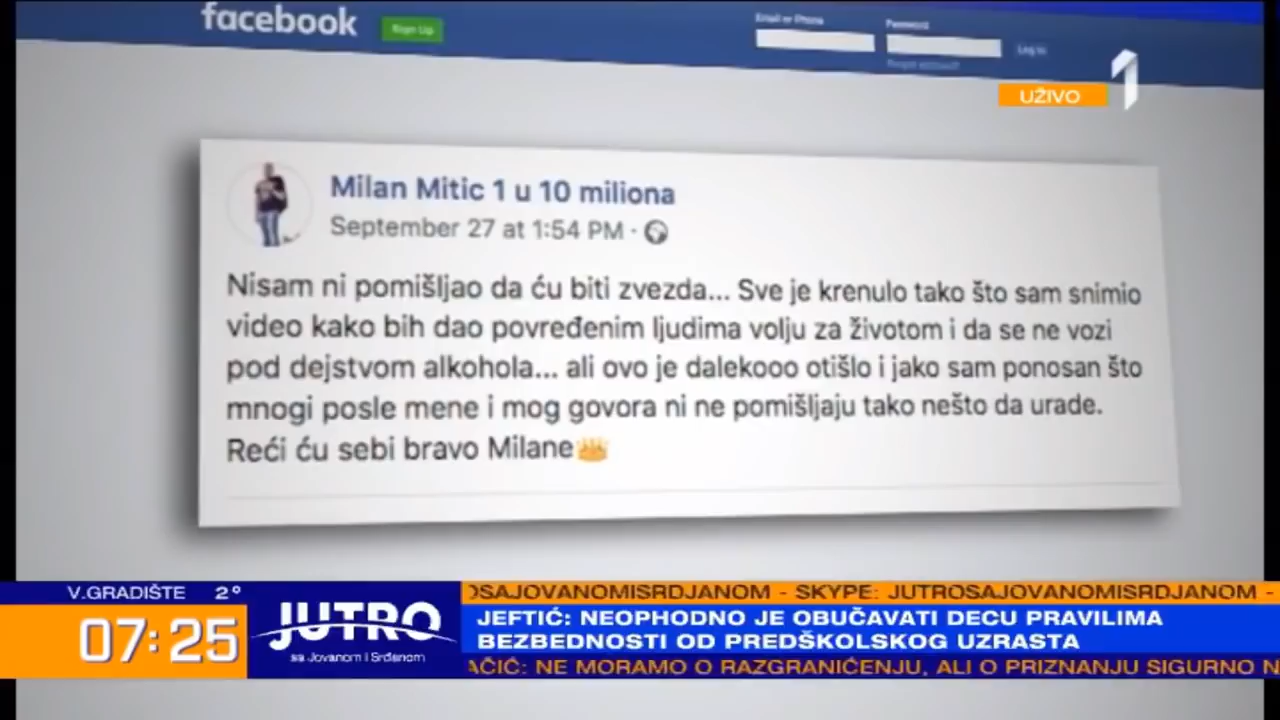 facebook
Sign Up
Email or Phone
Password
Log In
Forgot account?
1
UŽIVO
Milan Mitic 1 u 10 miliona
September 27 at 1:54 PM ·
Nisam ni pomišljao da ću biti zvezda... Sve je krenulo tako što sam snimio
video kako bih dao povređenim ljudima volju za životom i da se ne vozi
pod dejstvom alkohola... ali ovo je dalekooo otišlo i jako sam ponosan što
mnogi posle mene i mog govora ni ne pomišljaju tako nešto da urade.
Reći ću sebi bravo Milane👑
V.GRADIŠTE 2°
07:25
JUTRO
sa Jovanom i Srđanom
OSAJOVANOMISRDJANOM - SKYPE: JUTROSAJOVANOMISRDJANOM -
JEFTIĆ: NEOPHODNO JE OBUČAVATI DECU PRAVILIMA
BEZBEDNOSTI OD PREDŠKOLSKOG UZRASTA
AČIĆ: NE MORAMO O RAZGRANIČENJU, ALI O PRIZNANJU SIGURNO N